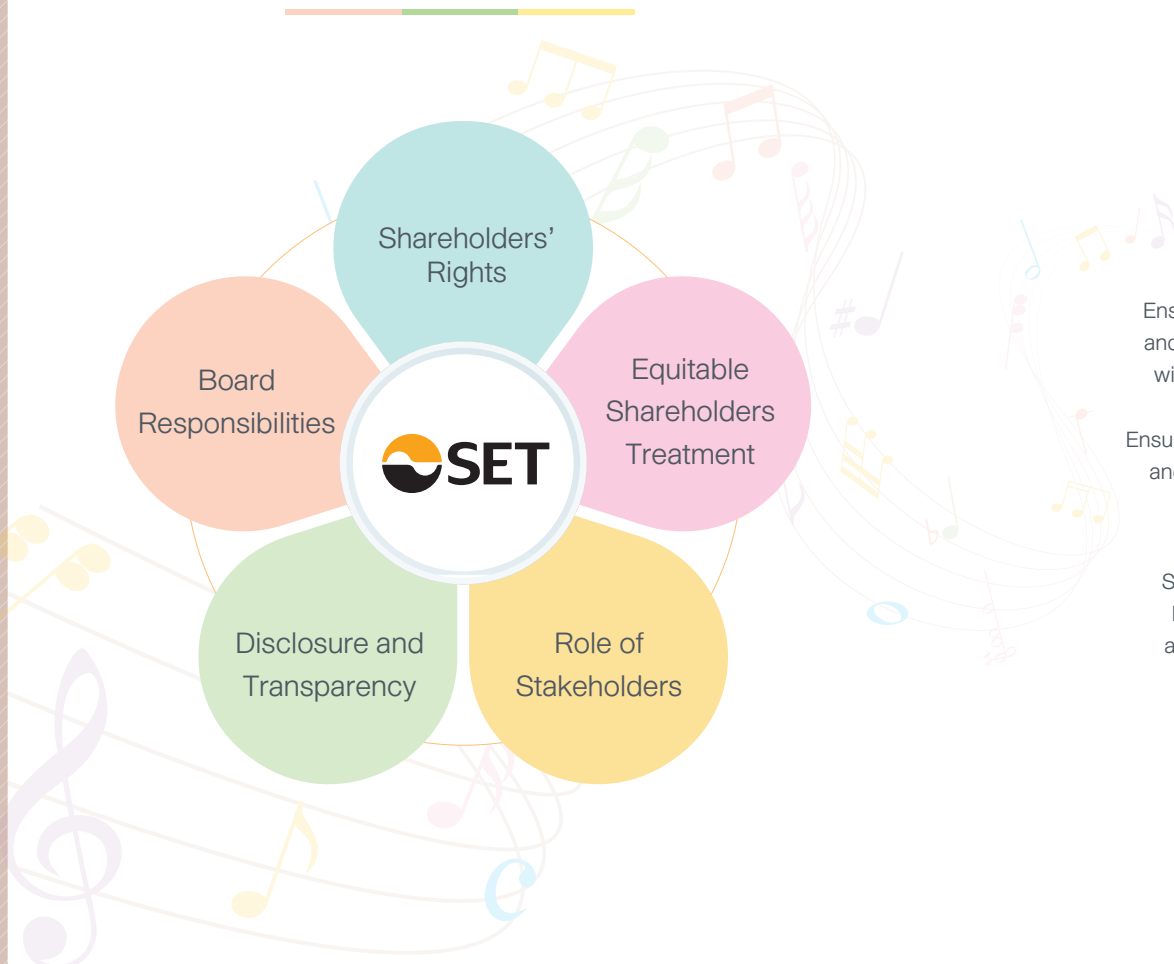 Shareholders'
Rights
Equitable
Shareholders
Treatment
Board
Responsibilities
SET
Disclosure and
Transparency
Role of
Stakeholders